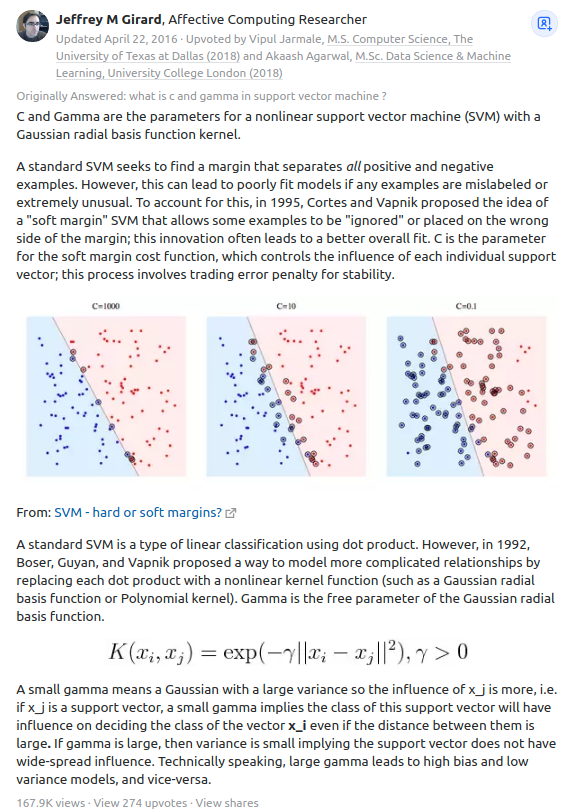 Jeffrey M Girard, Affective Computing Researcher
Updated April 22, 2016 · Upvoted by Vipul Jarmale, M.S. Computer Science, The
University of Texas at Dallas (2018) and Akaash Agarwal, M.Sc. Data Science & Machine
Learning, University College London (2018)
Originally Answered: what is c and gamma in support vector machine ?
C and Gamma are the parameters for a nonlinear support vector machine (SVM) with a
Gaussian radial basis function kernel.
A standard SVM seeks to find a margin that separates all positive and negative
examples. However, this can lead to poorly fit models if any examples are mislabeled or
extremely unusual. To account for this, in 1995, Cortes and Vapnik proposed the idea of
a "soft margin" SVM that allows some examples to be "ignored" or placed on the wrong
side of the margin; this innovation often leads to a better overall fit. C is the parameter
for the soft margin cost function, which controls the influence of each individual support
vector; this process involves trading error penalty for stability.
C=1000 C=10 C=0.1
From: SVM - hard or soft margins?
A standard SVM is a type of linear classification using dot product. However, in 1992,
Boser, Guyan, and Vapnik proposed a way to model more complicated relationships by
replacing each dot product with a nonlinear kernel function (such as a Gaussian radial
basis function or Polynomial kernel). Gamma is the free parameter of the Gaussian radial
basis function.
K(x_i, x_j) = exp(−γ||x_i − x_j||²), γ > 0
A small gamma means a Gaussian with a large variance so the influence of x_j is more, i.e.
if x_j is a support vector, a small gamma implies the class of this support vector will have
influence on deciding the class of the vector x_i even if the distance between them is
large. If gamma is large, then variance is small implying the support vector does not have
wide-spread influence. Technically speaking, large gamma leads to high bias and low
variance models, and vice-versa.
167.9K views · View 274 upvotes · View shares